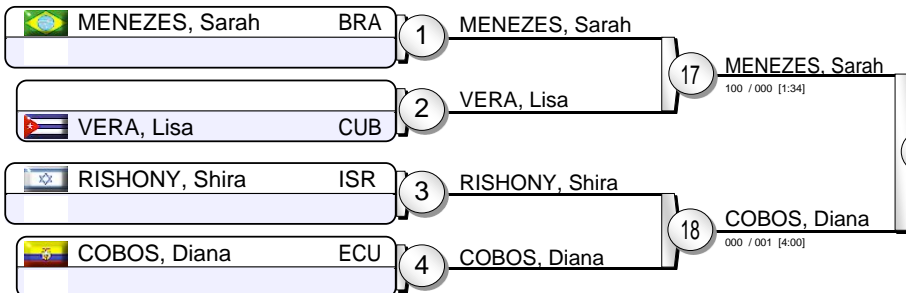 MENEZES, Sarah BRA
1
MENEZES, Sarah
17
MENEZES, Sarah
100 / 000 [1:34]
2
VERA, Lisa
VERA, Lisa CUB
RISHONY, Shira ISR
3
RISHONY, Shira
18
COBOS, Diana
000 / 001 [4:00]
COBOS, Diana ECU
4
COBOS, Diana